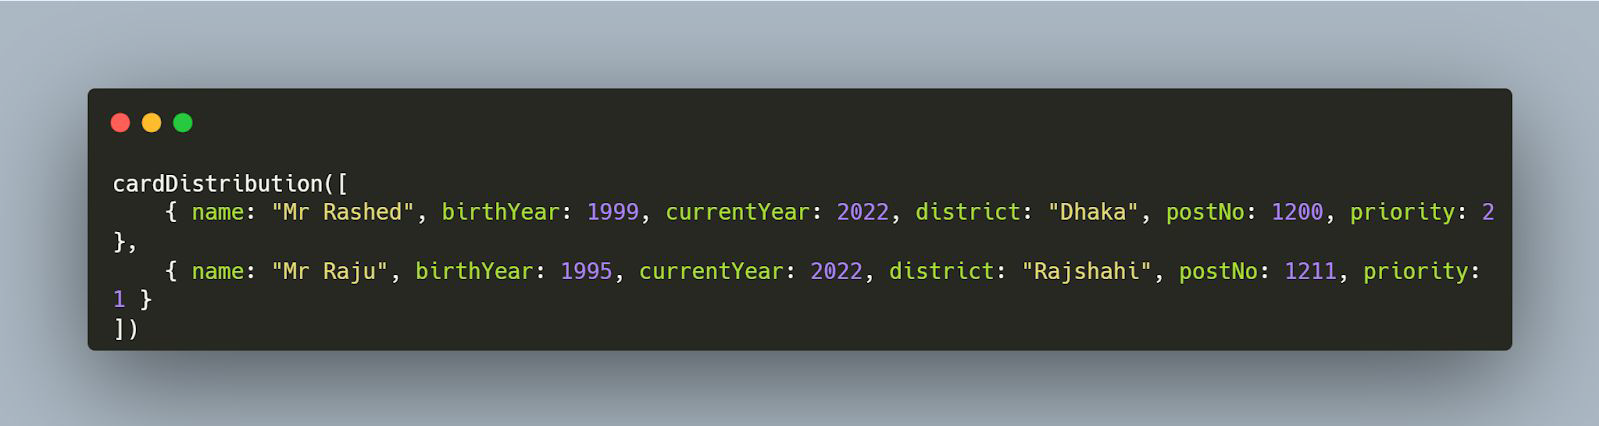 cardDistribution([
    { name: "Mr Rashed", birthYear: 1999, currentYear: 2022, district: "Dhaka", postNo: 1200, priority: 2
},
    { name: "Mr Raju", birthYear: 1995, currentYear: 2022, district: "Rajshahi", postNo: 1211, priority:
1 }
])